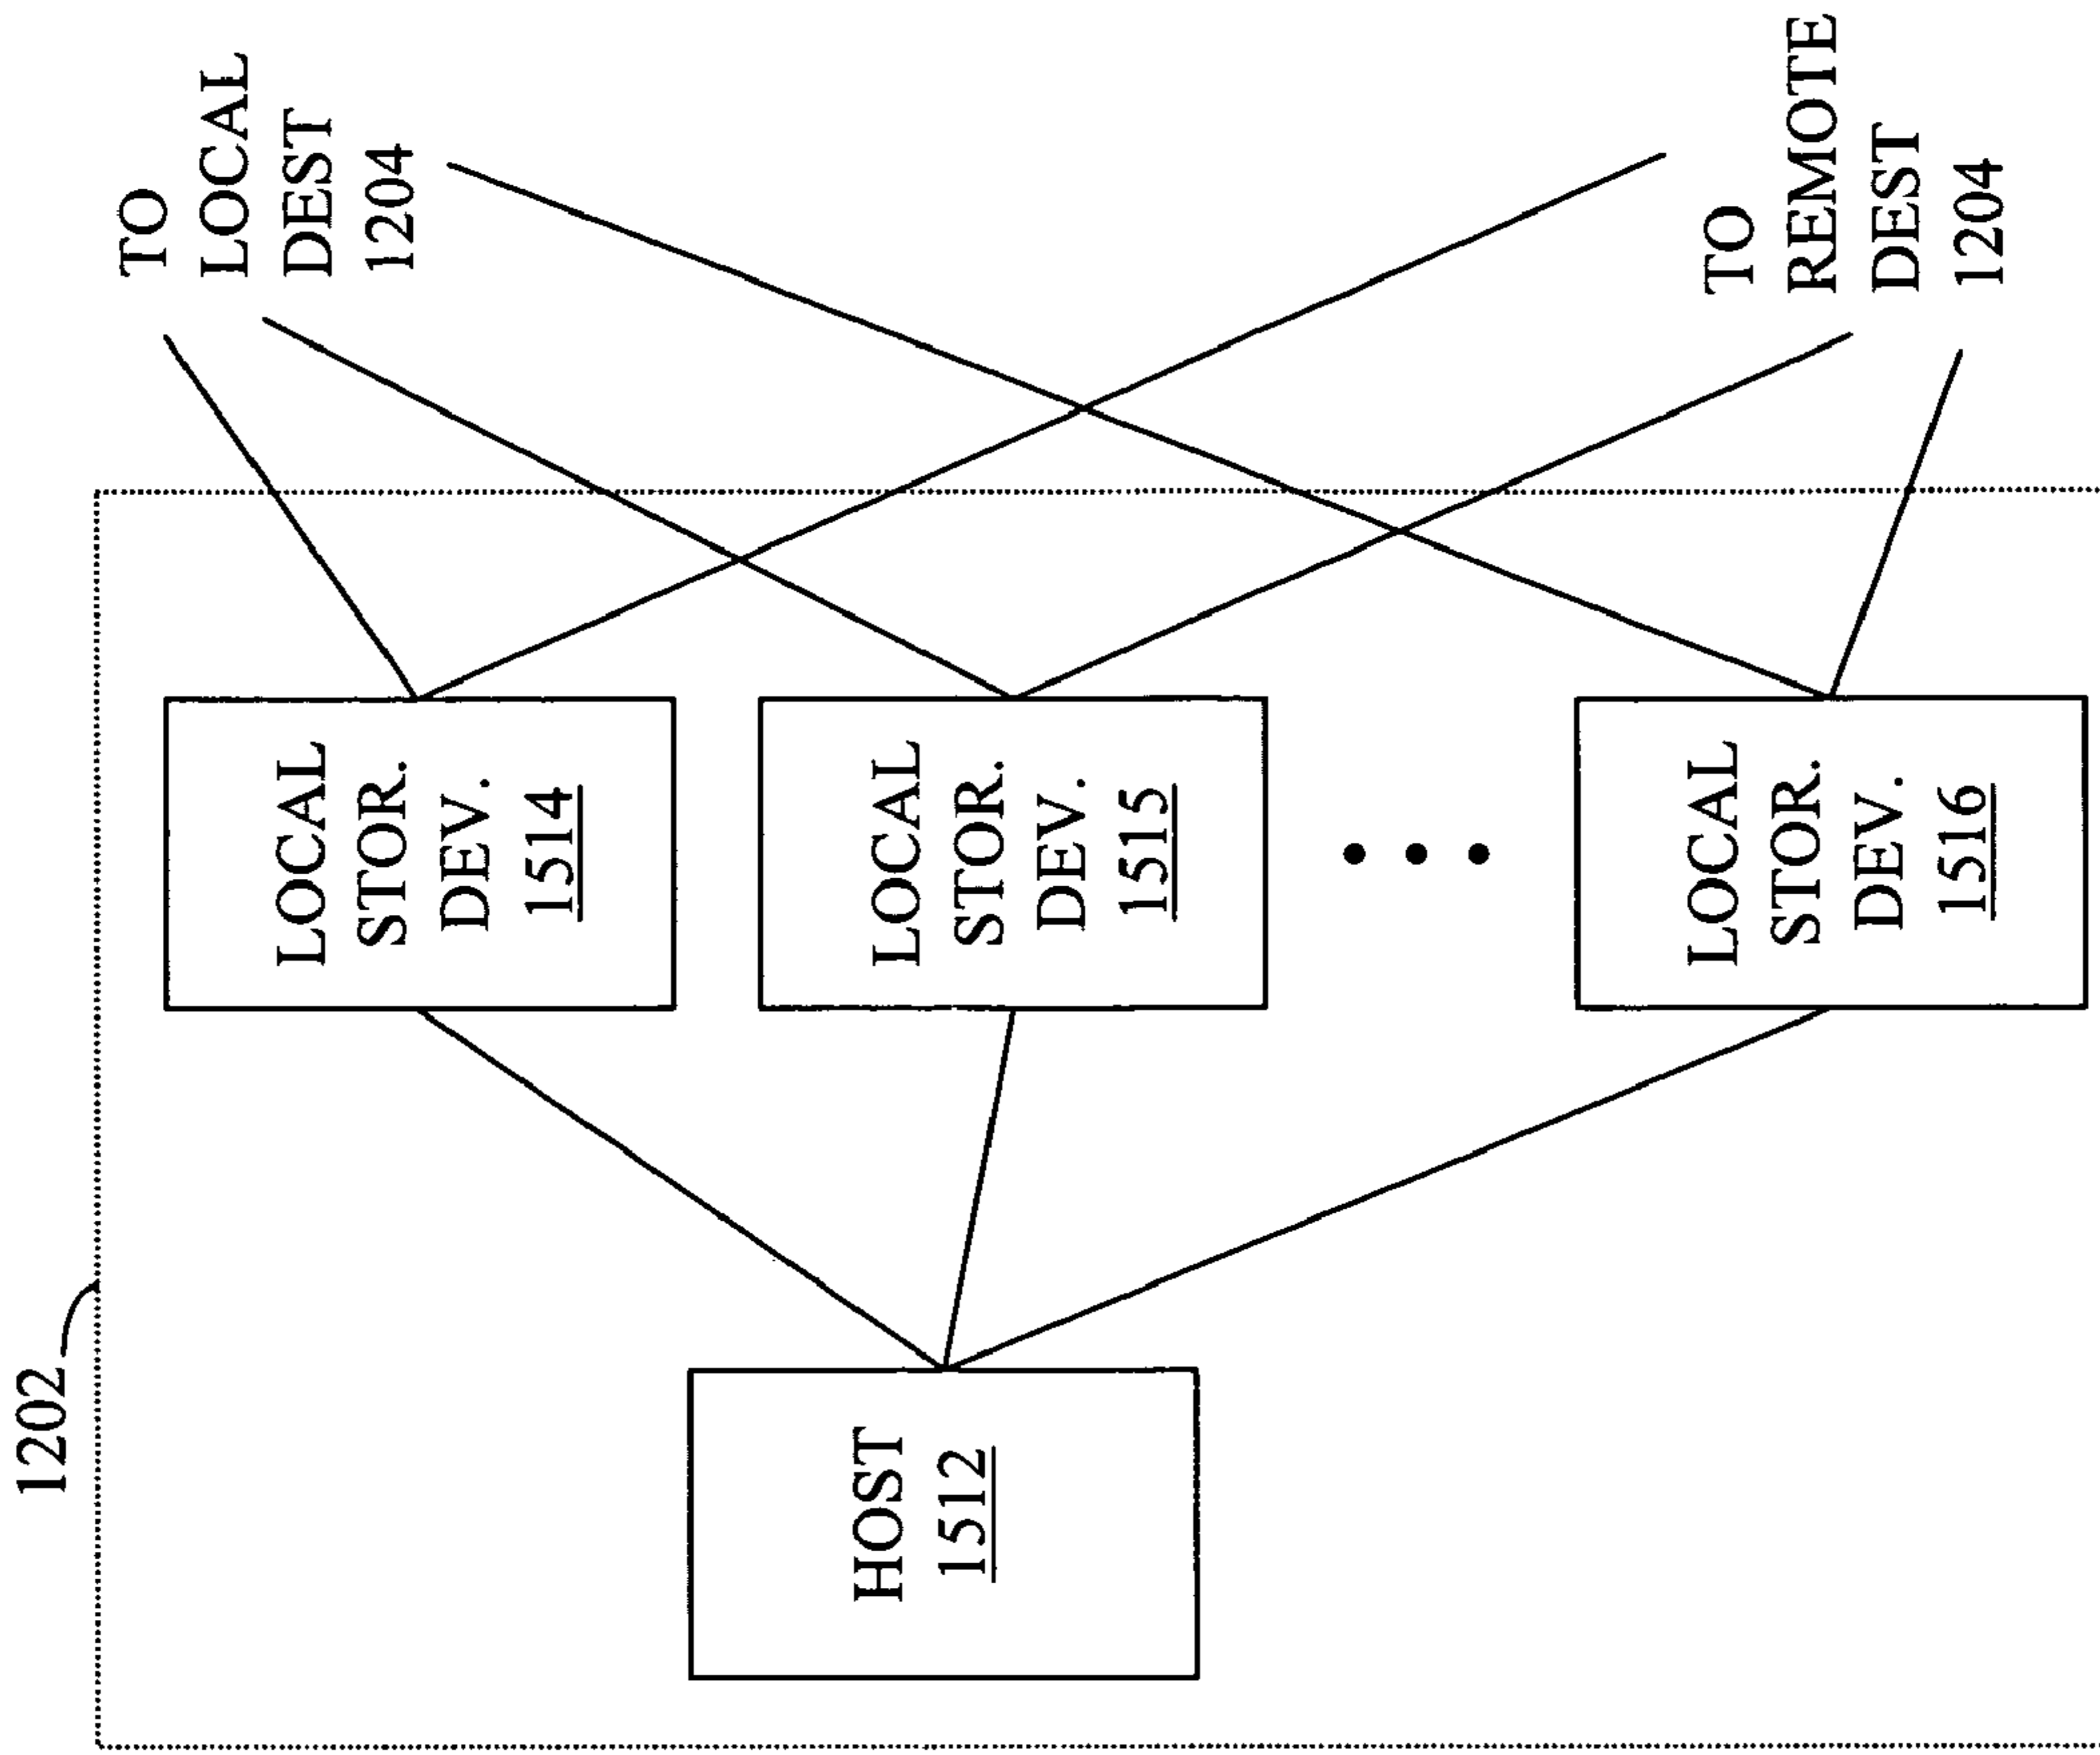 1202
HOST
1512
LOCAL
STOR.
DEV.
1514
LOCAL
STOR.
DEV.
1515
LOCAL
STOR.
DEV.
1516
TO
LOCAL
DEST
1204
TO
REMOTE
DEST
1204